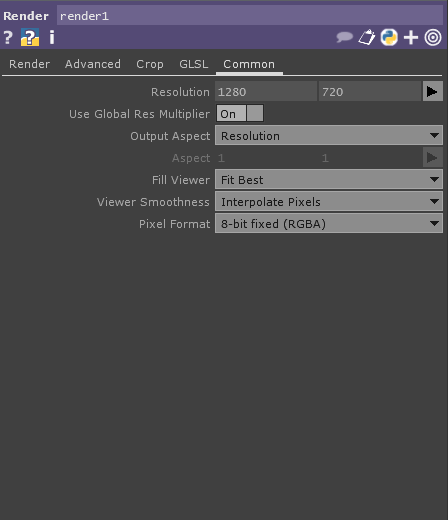 Render render1
? ? i
Render Advanced Crop GLSL Common
Resolution 1280 720
Use Global Res Multiplier On
Output Aspect Resolution
Aspect 1 1
Fill Viewer Fit Best
Viewer Smoothness Interpolate Pixels
Pixel Format 8-bit fixed (RGBA)